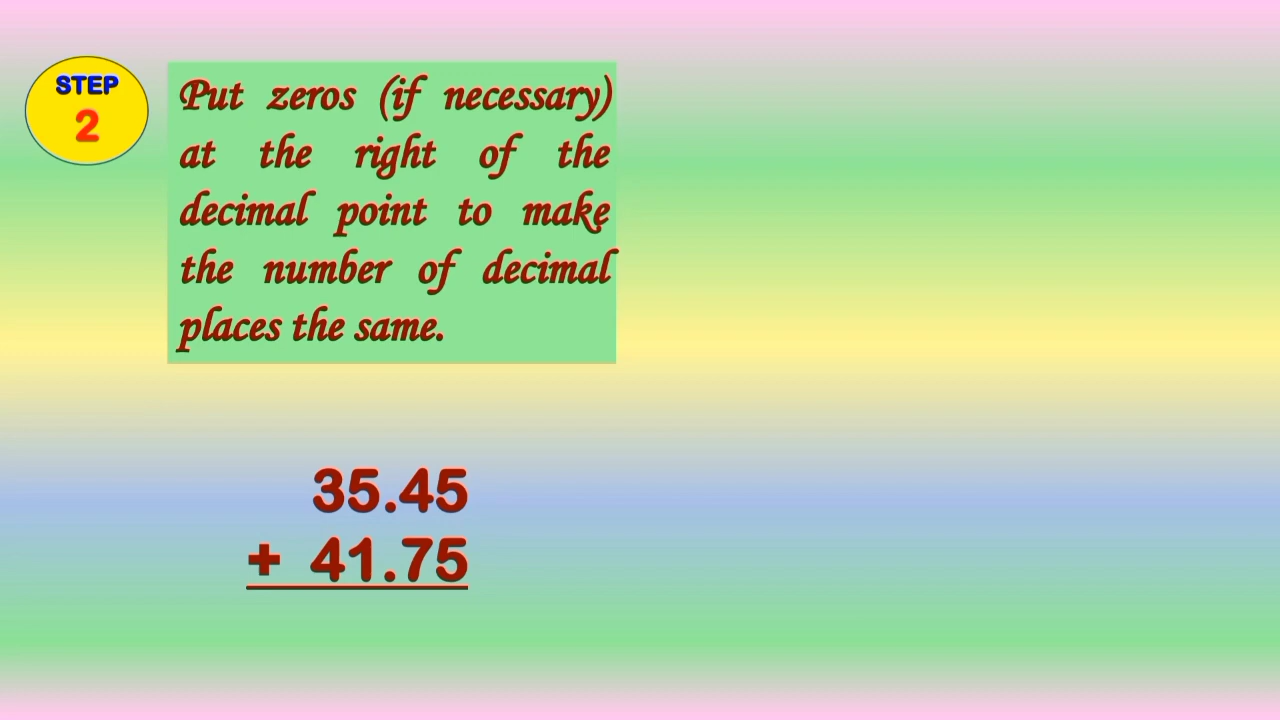 STEP
2
Put zeros (if necessary)
at the right of the
decimal point to make
the number of decimal
places the same.
35.45
+ 41.75